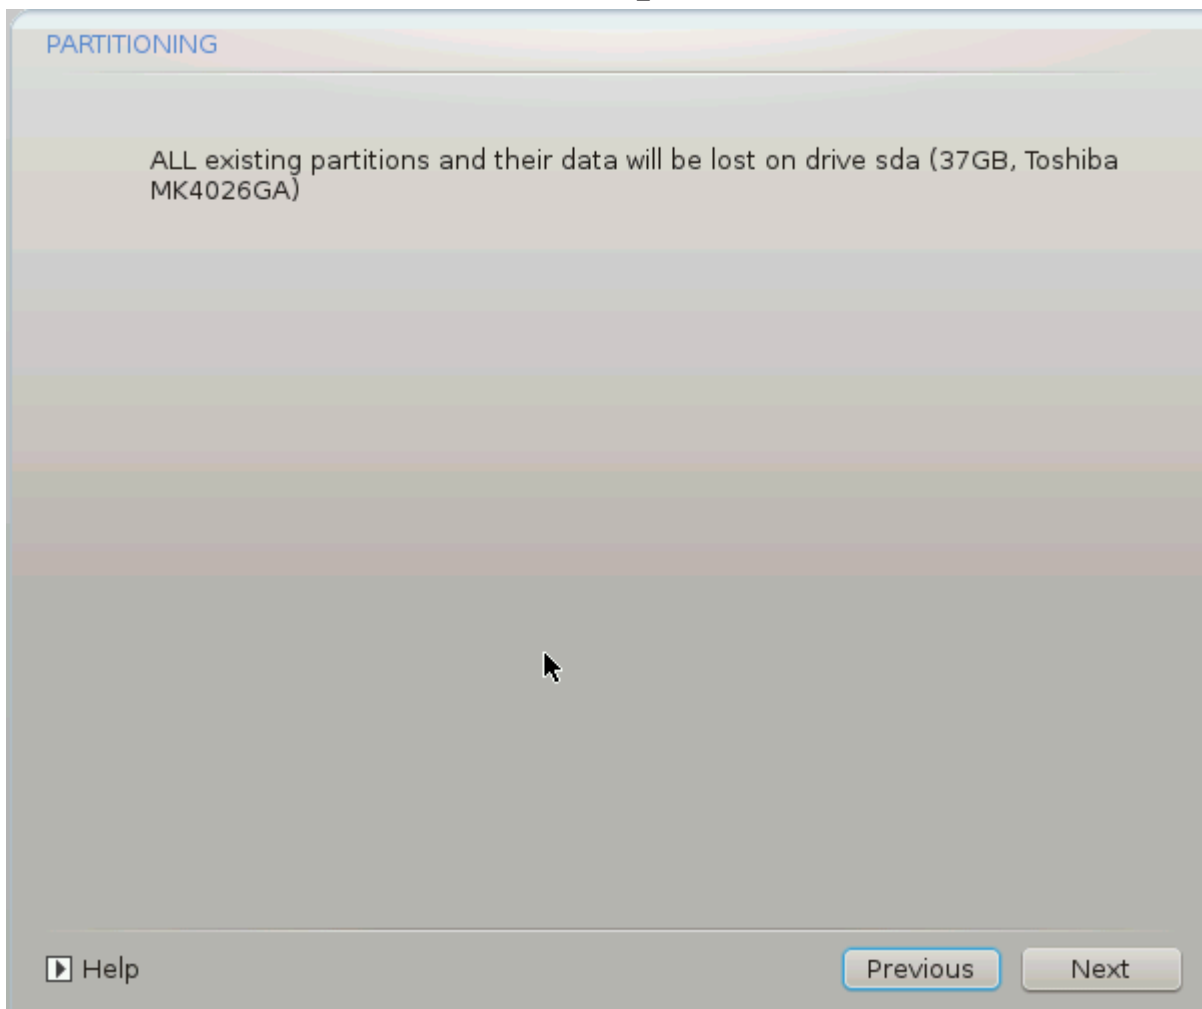 PARTITIONING
ALL existing partitions and their data will be lost on drive sda (37GB, Toshiba
MK4026GA)
Help
Previous
Next